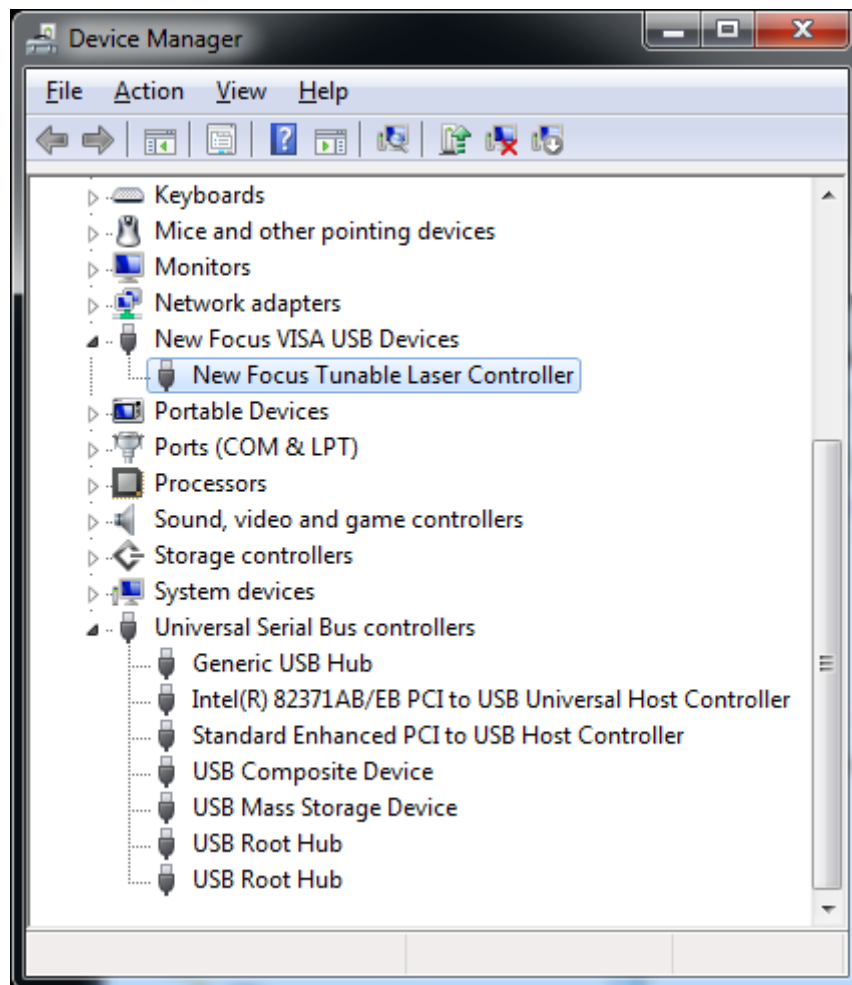 Device Manager
File Action View Help
Keyboards
Mice and other pointing devices
Monitors
Network adapters
New Focus VISA USB Devices
New Focus Tunable Laser Controller
Portable Devices
Ports (COM & LPT)
Processors
Sound, video and game controllers
Storage controllers
System devices
Universal Serial Bus controllers
Generic USB Hub
Intel(R) 82371AB/EB PCI to USB Universal Host Controller
Standard Enhanced PCI to USB Host Controller
USB Composite Device
USB Mass Storage Device
USB Root Hub
USB Root Hub